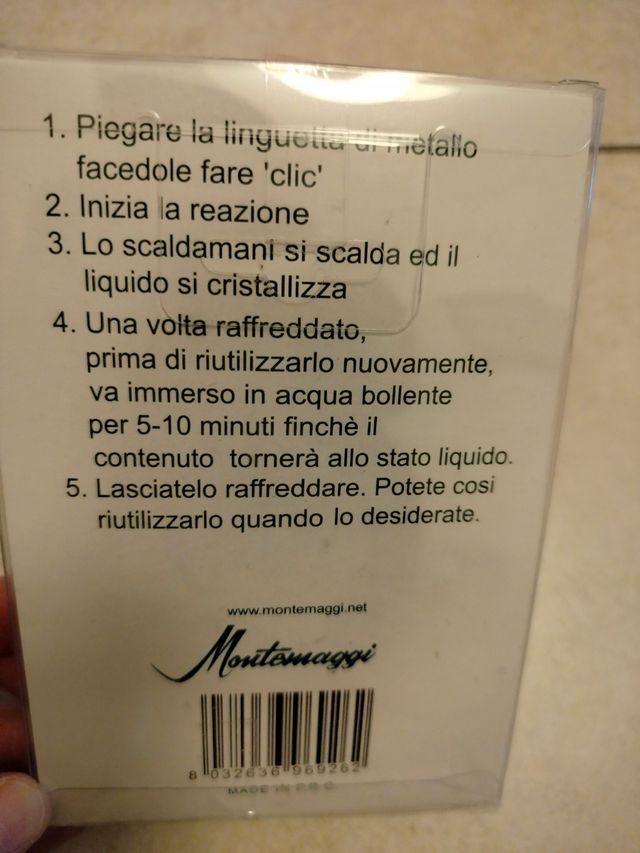 1. Piegare la linguetta di metallo
facedole fare 'clic'
2. Inizia la reazione
3. Lo scaldamani si scalda ed il
liquido si cristallizza
4. Una volta raffreddato,
prima di riutilizzarlo nuovamente,
va immerso in acqua bollente
per 5-10 minuti finchè il
contenuto tornerà allo stato liquido.
5. Lasciatelo raffreddare. Potete cosi
riutilizzarlo quando lo desiderate.
www.montemaggi.net
Montemaggi
8 032636 969262
MADE IN P.R.C.